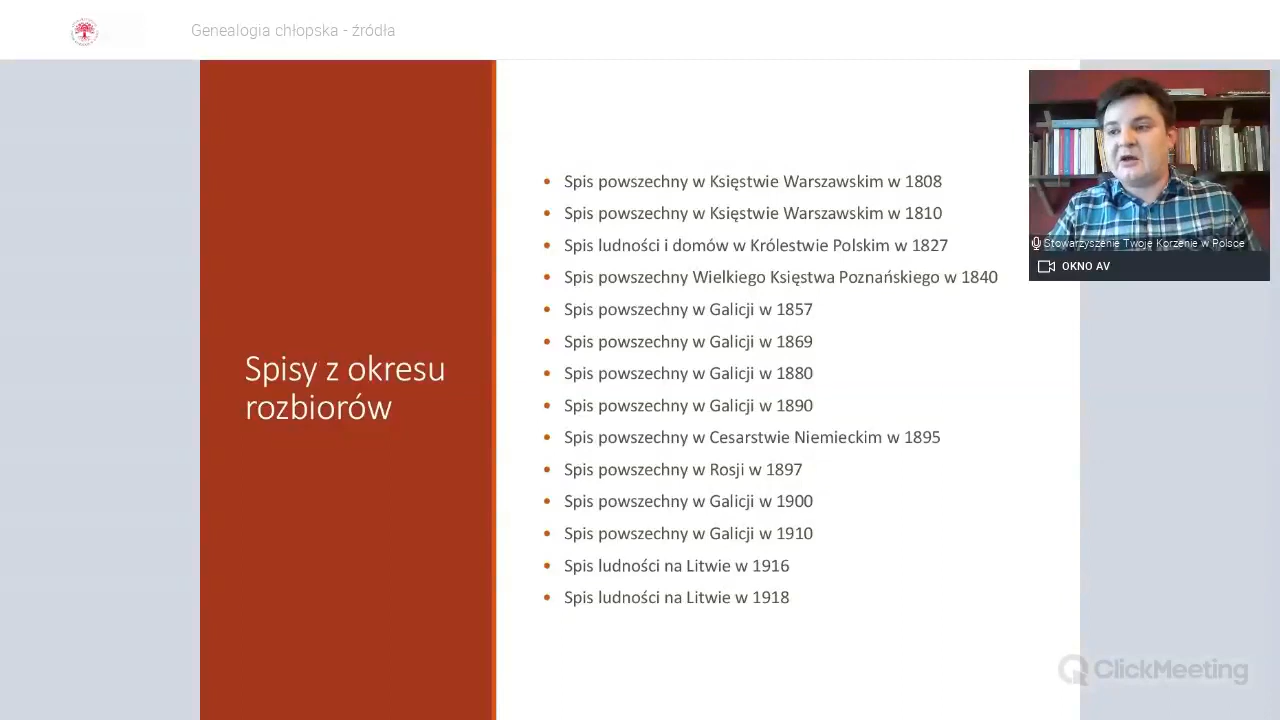 Genealogia chłopska - źródła
Spisy z okresu
rozbiorów
• Spis powszechny w Księstwie Warszawskim w 1808
• Spis powszechny w Księstwie Warszawskim w 1810
• Spis ludności i domów w Królestwie Polskim w 1827
• Spis powszechny Wielkiego Księstwa Poznańskiego w 1840
• Spis powszechny w Galicji w 1857
• Spis powszechny w Galicji w 1869
• Spis powszechny w Galicji w 1880
• Spis powszechny w Galicji w 1890
• Spis powszechny w Cesarstwie Niemieckim w 1895
• Spis powszechny w Rosji w 1897
• Spis powszechny w Galicji w 1900
• Spis powszechny w Galicji w 1910
• Spis ludności na Litwie w 1916
• Spis ludności na Litwie w 1918
Stowarzyszenie Twoje Korzenie w Polsce
OKNO AV
ClickMeeting